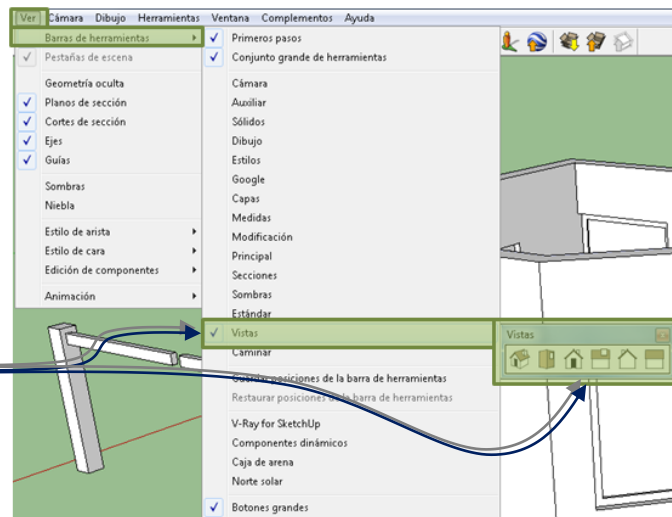 Ver Cámara Dibujo Herramientas Ventana Complementos Ayuda
Barras de herramientas
Pestañas de escena
Geometría oculta
Planos de sección
Cortes de sección
Ejes
Guías
Sombras
Niebla
Estilo de arista
Estilo de cara
Edición de componentes
Animación
Primeros pasos
Conjunto grande de herramientas
Cámara
Auxiliar
Sólidos
Dibujo
Estilos
Google
Capas
Medidas
Modificación
Principal
Secciones
Sombras
Estándar
Vistas
Caminar
Guardar posiciones de la barra de herramientas
Restaurar posiciones de la barra de herramientas
V-Ray for SketchUp
Componentes dinámicos
Caja de arena
Norte solar
Botones grandes
Vistas